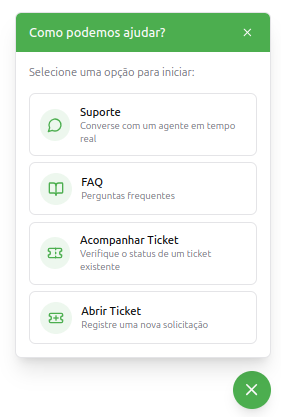 Como podemos ajudar?
Selecione uma opção para iniciar:
Suporte
Converse com um agente em tempo
real
FAQ
Perguntas frequentes
Acompanhar Ticket
Verifique o status de um ticket
existente
Abrir Ticket
Registre uma nova solicitação